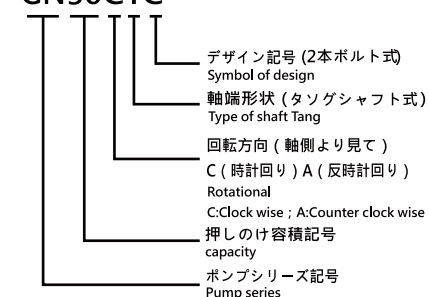 デザイン記号 (2本ボルト式)
Symbol of design
軸端形状 (タソグシャフト式)
Type of shaft Tang
回転方向 ( 軸側より見て )
C ( 時計回り ) A ( 反時計回り )
Rotational
C:Clock wise ; A:Counter clock wise
押しのけ容積記号
capacity
ポンプシリーズ記号
Pump series